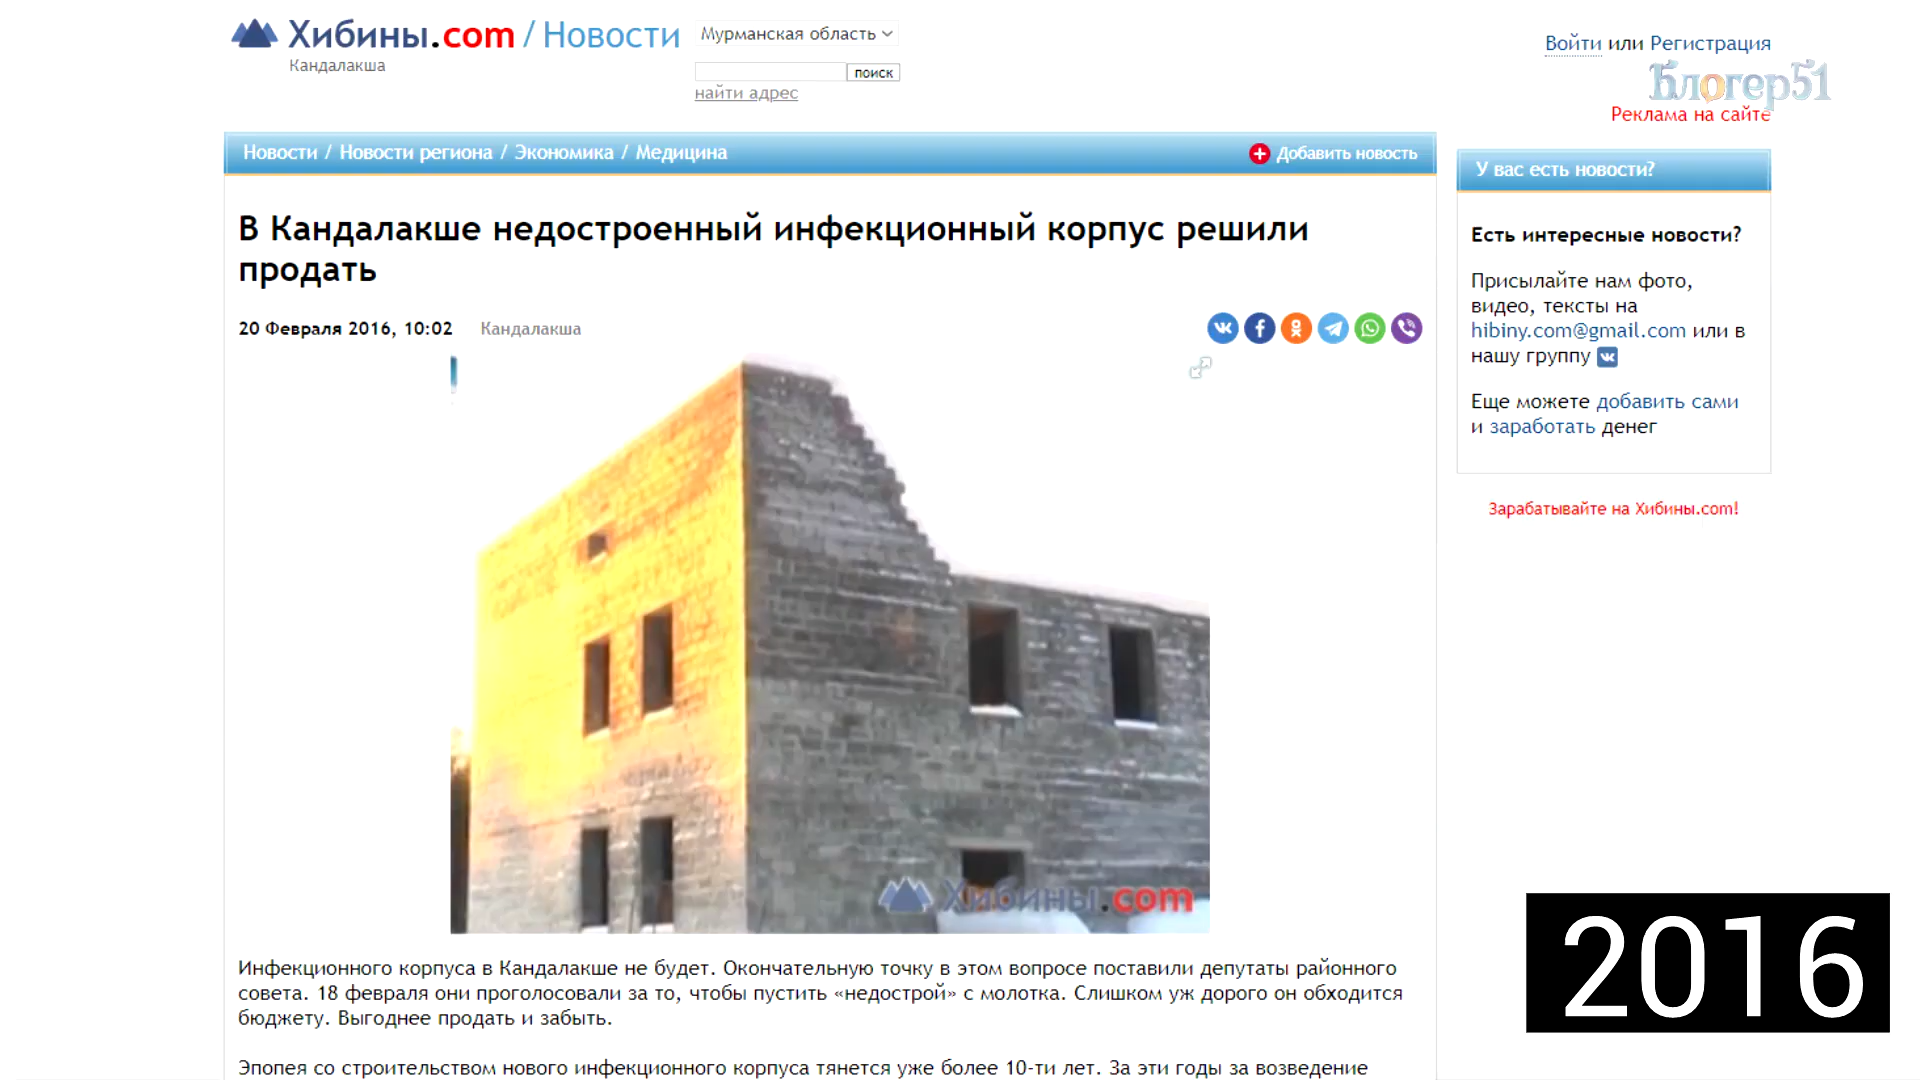 Хибины.com / Новости
Кандалакша
Мурманская область
поиск
найти адрес
Войти или Регистрация
Блогер51
Реклама на сайте
Новости / Новости региона / Экономика / Медицина
Добавить новость
В Кандалакше недостроенный инфекционный корпус решили
продать
20 Февраля 2016, 10:02 Кандалакша
Хибины.com
Инфекционного корпуса в Кандалакше не будет. Окончательную точку в этом вопросе поставили депутаты районного
совета. 18 февраля они проголосовали за то, чтобы пустить «недострой» с молотка. Слишком уж дорого он обходится
бюджету. Выгоднее продать и забыть.
Эпопея со строительством нового инфекционного корпуса тянется уже более 10-ти лет. За эти годы за возведение
У вас есть новости?
Есть интересные новости?
Присылайте нам фото,
видео, тексты на
hibiny.com@gmail.com или в
нашу группу
Еще можете добавить сами
и заработать денег
Зарабатывайте на Хибины.com!
2016